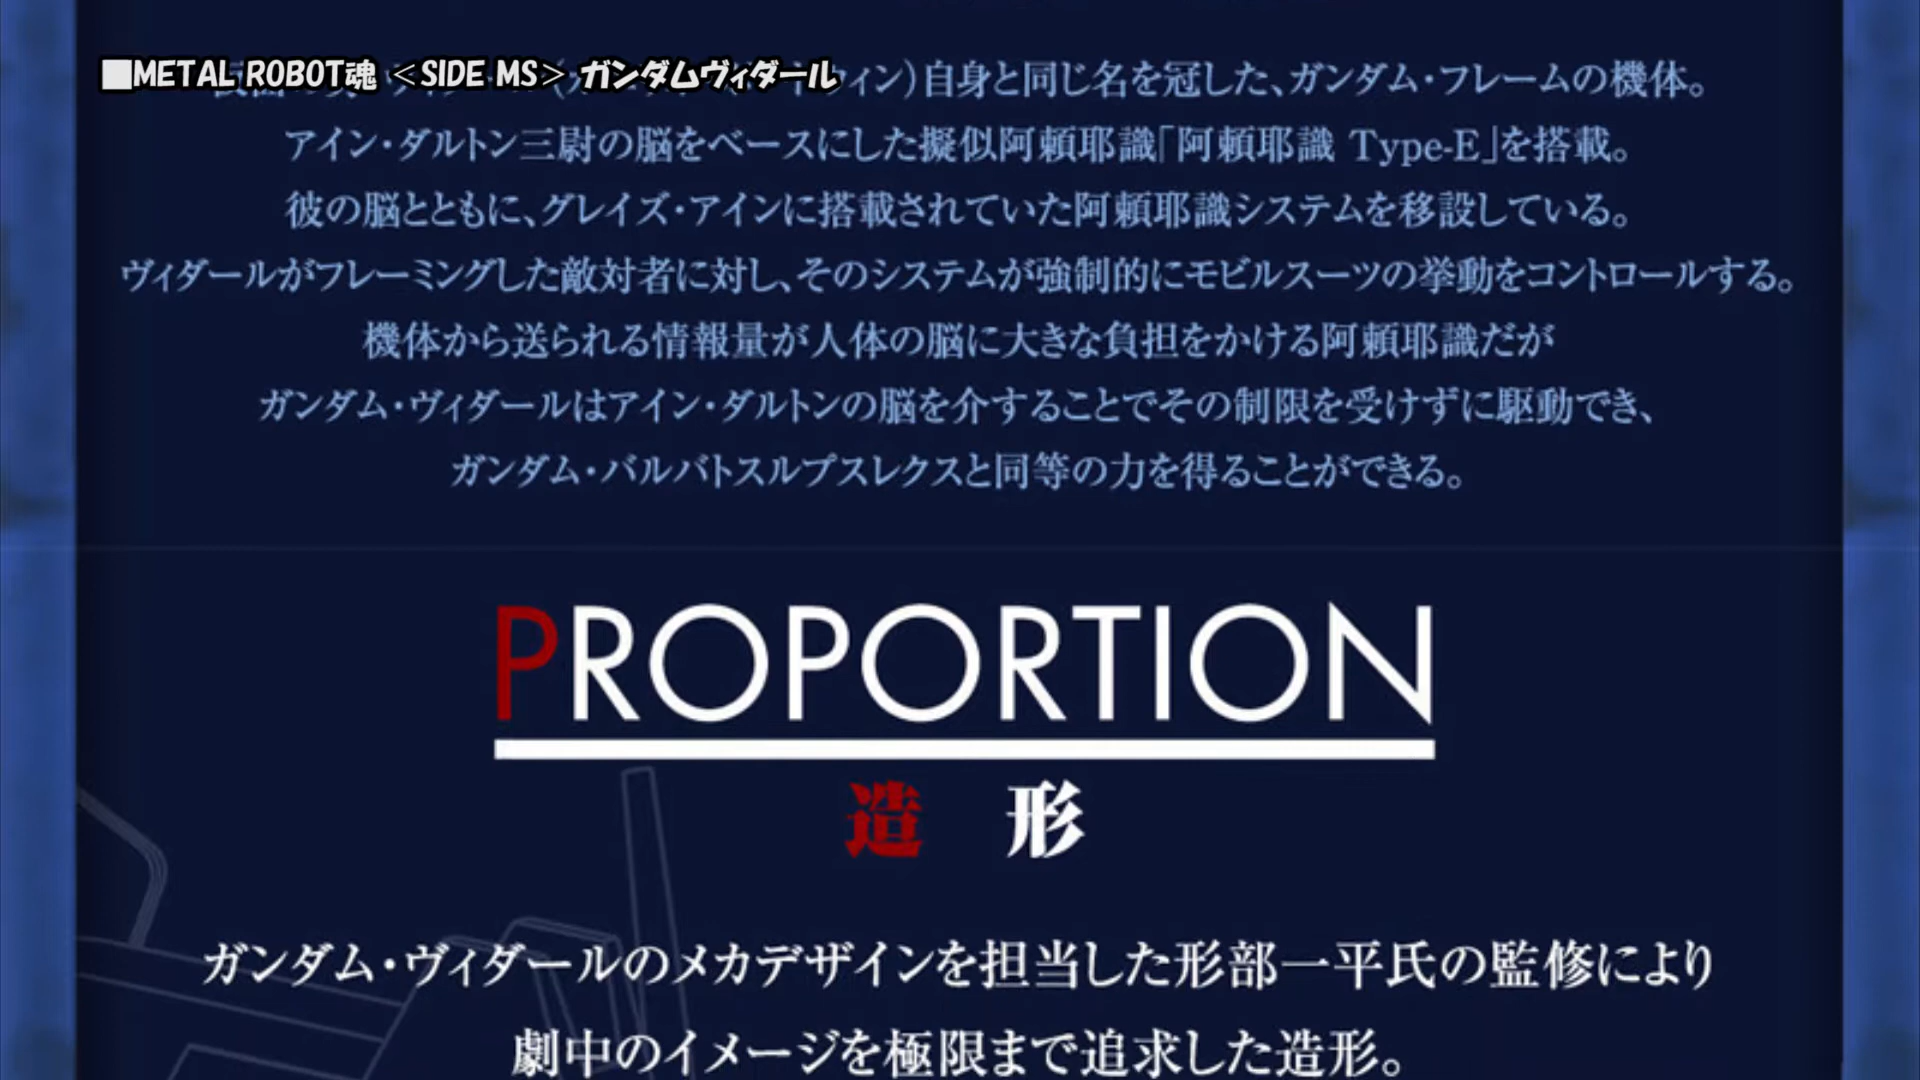 ■METAL ROBOT魂 ＜SIDE MS＞ ガンダムヴィダール
ィン)自身と同じ名を冠した、ガンダム・フレームの機体。
アイン・ダルトン三尉の脳をベースにした擬似阿頼耶識「阿頼耶識 Type-E」を搭載。
彼の脳とともに、グレイズ・アインに搭載されていた阿頼耶識システムを移設している。
ヴィダールがフレーミングした敵対者に対し、そのシステムが強制的にモビルスーツの挙動をコントロールする。
機体から送られる情報量が人体の脳に大きな負担をかける阿頼耶識だが
ガンダム・ヴィダールはアイン・ダルトンの脳を介することでその制限を受けずに駆動でき、
ガンダム・バルバトスルプスレクスと同等の力を得ることができる。
PROPORTION
造 形
ガンダム・ヴィダールのメカデザインを担当した形部一平氏の監修により
劇中のイメージを極限まで追求した造形。